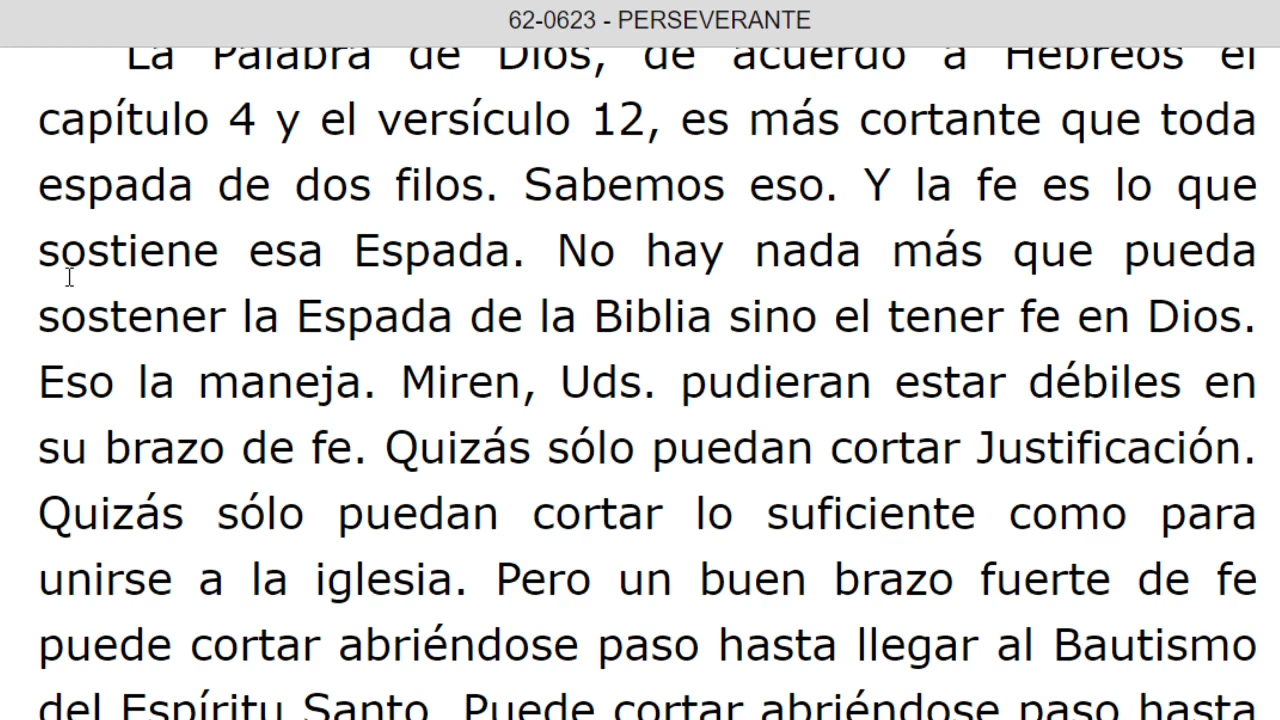 62-0623 - PERSEVERANTE
La Palabra de Dios, de acuerdo a Hebreos el
capítulo 4 y el versículo 12, es más cortante que toda
espada de dos filos. Sabemos eso. Y la fe es lo que
sostiene esa Espada. No hay nada más que pueda
sostener la Espada de la Biblia sino el tener fe en Dios.
Eso la maneja. Miren, Uds. pudieran estar débiles en
su brazo de fe. Quizás sólo puedan cortar Justificación.
Quizás sólo puedan cortar lo suficiente como para
unirse a la iglesia. Pero un buen brazo fuerte de fe
puede cortar abriéndose paso hasta llegar al Bautismo
del Espíritu Santo. Puede cortar abriéndose paso hasta